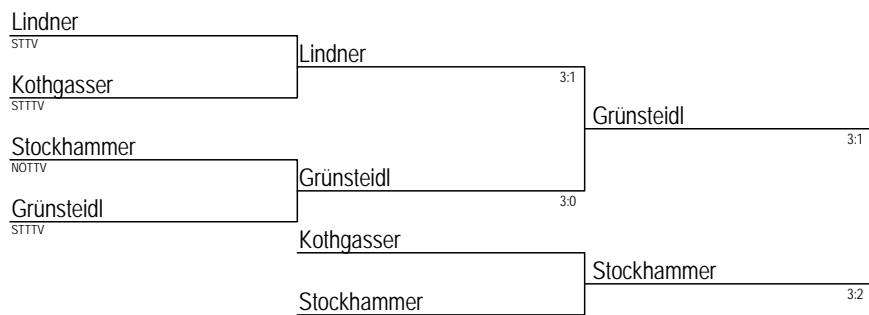 Lindner
STTV
Lindner
3:1
Kothgasser
STTTV
Grünsteidl
3:1
Stockhammer
NÖTTV
Grünsteidl
3:0
Grünsteidl
STTTV
Kothgasser
Stockhammer
3:2
Stockhammer